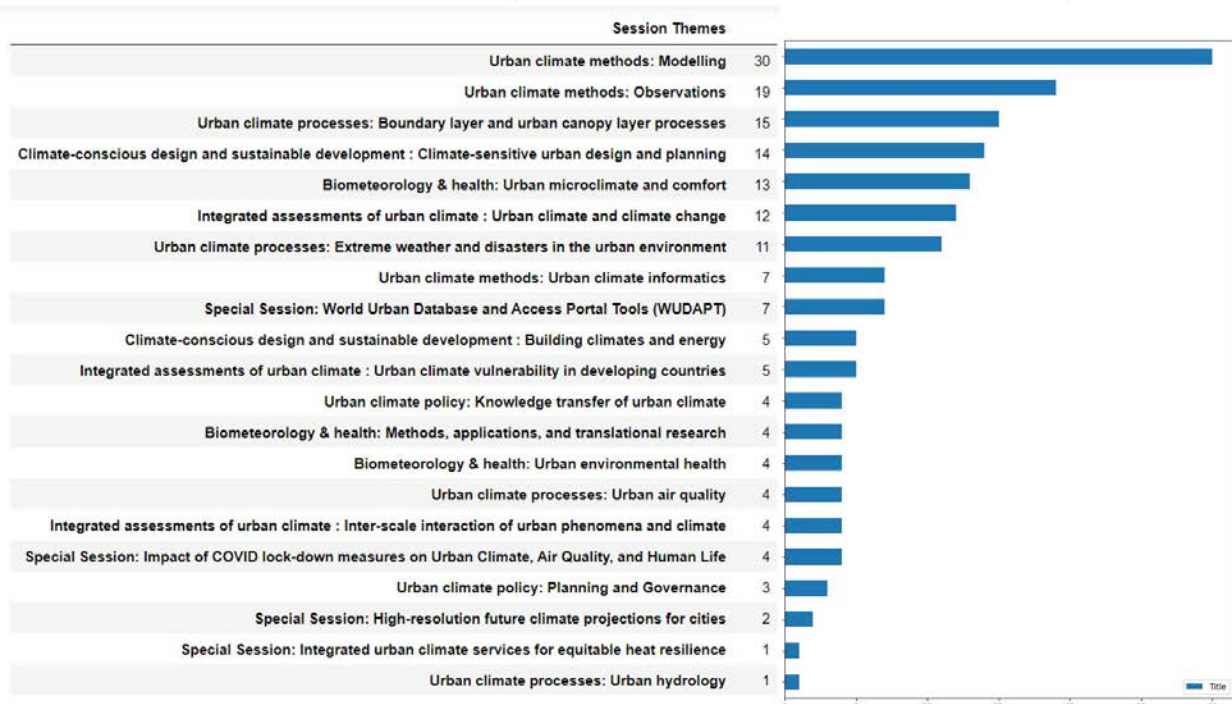 Session Themes
Urban climate methods: Modelling 30
Urban climate methods: Observations 19
Urban climate processes: Boundary layer and urban canopy layer processes 15
Climate-conscious design and sustainable development : Climate-sensitive urban design and planning 14
Biometeorology & health: Urban microclimate and comfort 13
Integrated assessments of urban climate : Urban climate and climate change 12
Urban climate processes: Extreme weather and disasters in the urban environment 11
Urban climate methods: Urban climate informatics 7
Special Session: World Urban Database and Access Portal Tools (WUDAPT) 7
Climate-conscious design and sustainable development : Building climates and energy 5
Integrated assessments of urban climate : Urban climate vulnerability in developing countries 5
Urban climate policy: Knowledge transfer of urban climate 4
Biometeorology & health: Methods, applications, and translational research 4
Biometeorology & health: Urban environmental health 4
Urban climate processes: Urban air quality 4
Integrated assessments of urban climate : Inter-scale interaction of urban phenomena and climate 4
Special Session: Impact of COVID lock-down measures on Urban Climate, Air Quality, and Human Life 4
Urban climate policy: Planning and Governance 3
Special Session: High-resolution future climate projections for cities 2
Special Session: Integrated urban climate services for equitable heat resilience 1
Urban climate processes: Urban hydrology 1
Title